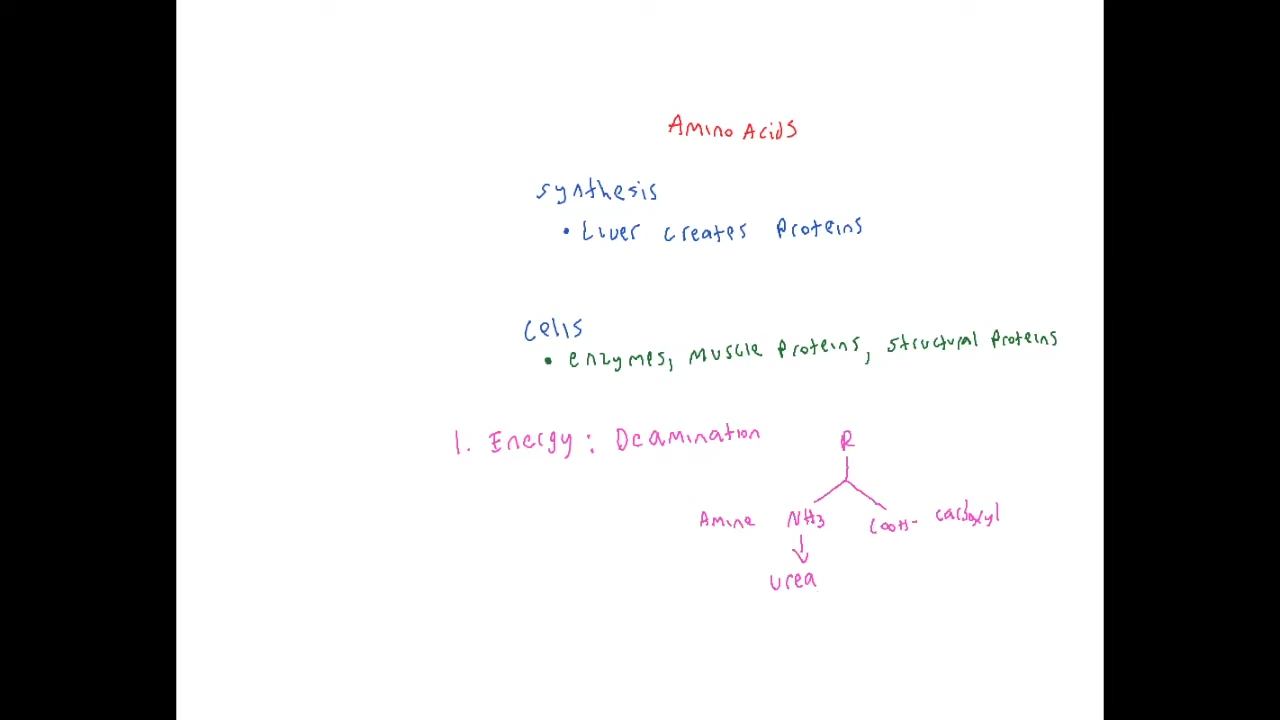 Amino Acids
synthesis
• Liver creates Proteins
cells
• enzymes, Muscle Proteins, structural Proteins
1. Energy: Deamination
R
Amine NH3 COOH- carboxyl
urea